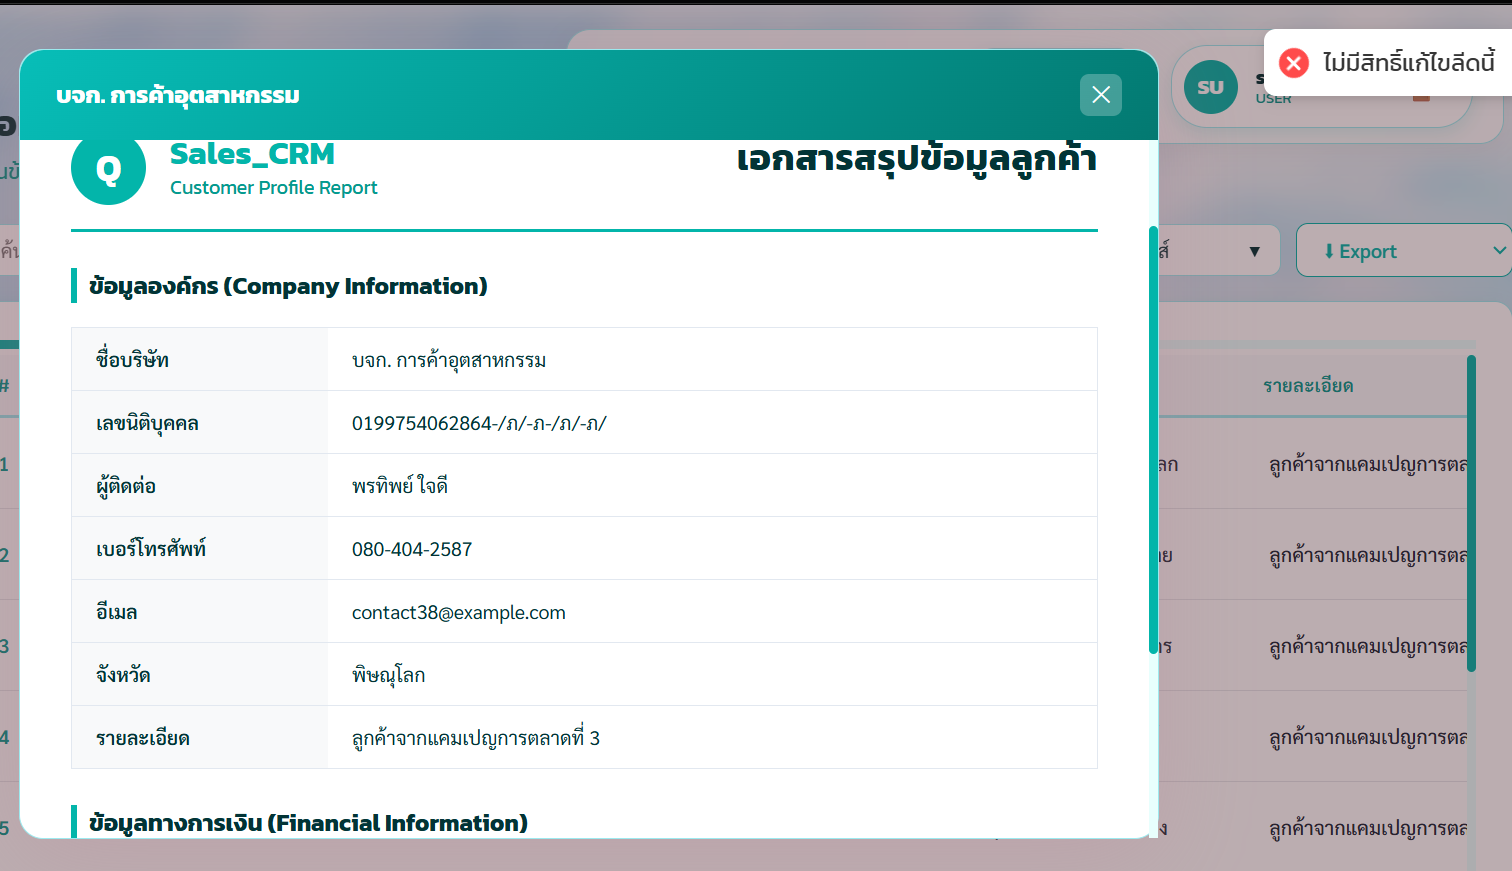 บจก. การค้าอุตสาหกรรม
ไม่มีสิทธิ์แก้ไขลีดนี้
SU
USER
Q
Sales_CRM
Customer Profile Report
เอกสารสรุปข้อมูลลูกค้า
Export
ข้อมูลองค์กร (Company Information)
ชื่อบริษัท บจก. การค้าอุตสาหกรรม
เลขนิติบุคคล 0199754062864-/ภ/-ภ-/ภ/-ภ/
ผู้ติดต่อ พรทิพย์ ใจดี
เบอร์โทรศัพท์ 080-404-2587
อีเมล contact38@example.com
จังหวัด พิษณุโลก
รายละเอียด ลูกค้าจากแคมเปญการตลาดที่ 3
ข้อมูลทางการเงิน (Financial Information)
# รายละเอียด
1 ลูกค้าจากแคมเปญการตล
2 ลูกค้าจากแคมเปญการตล
3 ลูกค้าจากแคมเปญการตล
4 ลูกค้าจากแคมเปญการตล
5 ลูกค้าจากแคมเปญการตล